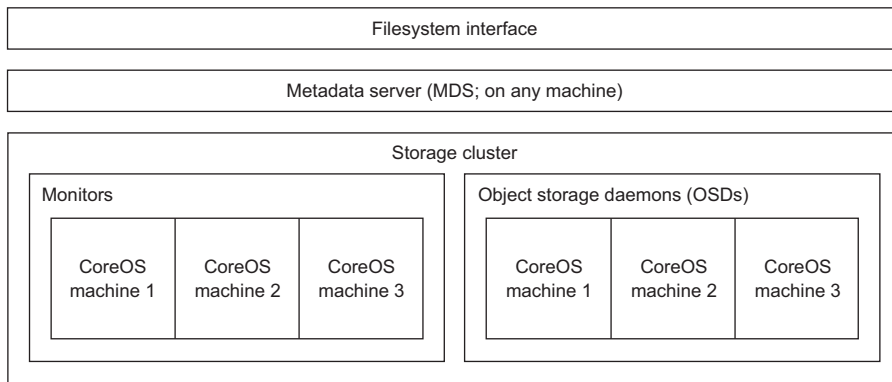 Filesystem interface
Metadata server (MDS; on any machine)
Storage cluster
Monitors
CoreOS
machine 1
CoreOS
machine 2
CoreOS
machine 3
Object storage daemons (OSDs)
CoreOS
machine 1
CoreOS
machine 2
CoreOS
machine 3